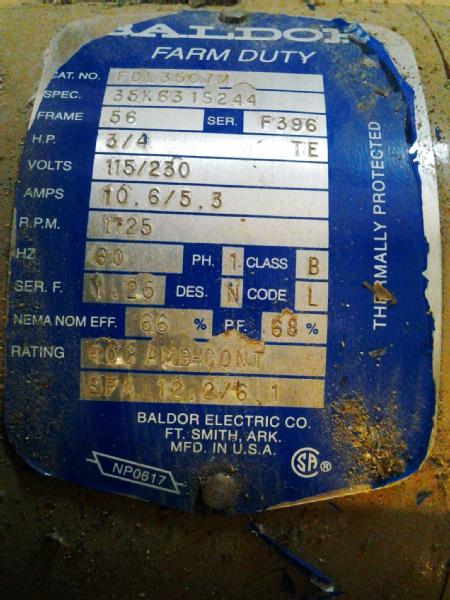 BALDOR
FARM DUTY
CAT. NO. FDL3507M
SPEC. 35K631S244
FRAME 56 SER. F396
H.P. 3/4 TE
VOLTS 115/230
AMPS 10.6/5.3
R.P.M. 1725
HZ 60 PH. 1 CLASS B
SER. F. 1.25 DES. N CODE L
NEMA NOM EFF. 66 % P.F. 68 %
RATING 40C AMB-CONT
SFA 12.2/6.1
THERMALLY PROTECTED
BALDOR ELECTRIC CO.
FT. SMITH, ARK.
MFD. IN U.S.A.
NP0617
SA ®